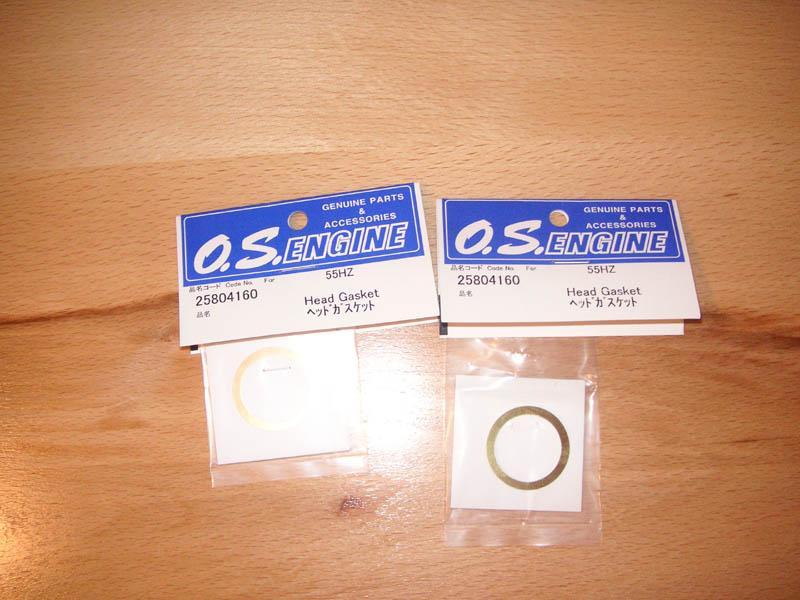 GENUINE PARTS
&
ACCESSORIES
O.S.ENGINE
品名コード Code No. For 55HZ
25804160 Head Gasket
品名 ヘッドガスケット
GENUINE PARTS
&
ACCESSORIES
O.S.ENGINE
品名コード Code No. For 55HZ
25804160 Head Gasket
品名 ヘッドガスケット